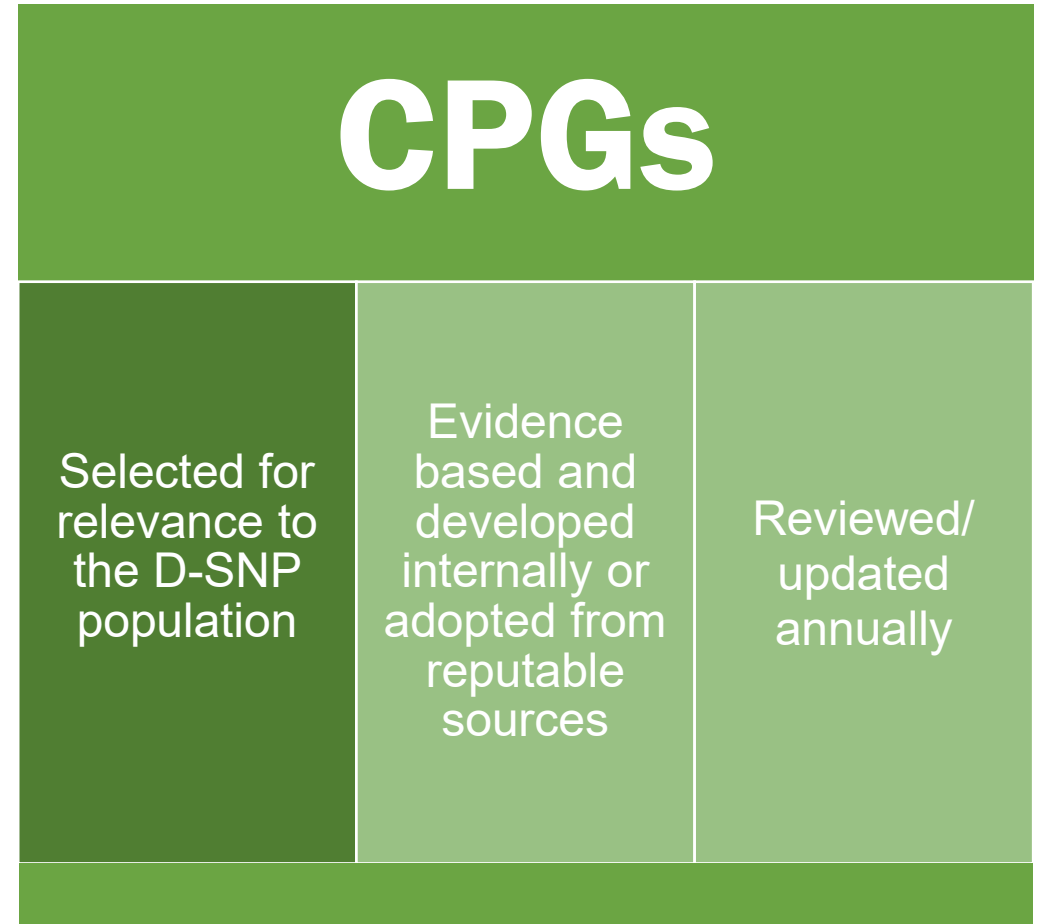 CPGs
Selected for
relevance to
the D-SNP
population
Evidence
based and
developed
internally or
adopted from
reputable
sources
Reviewed/
updated
annually